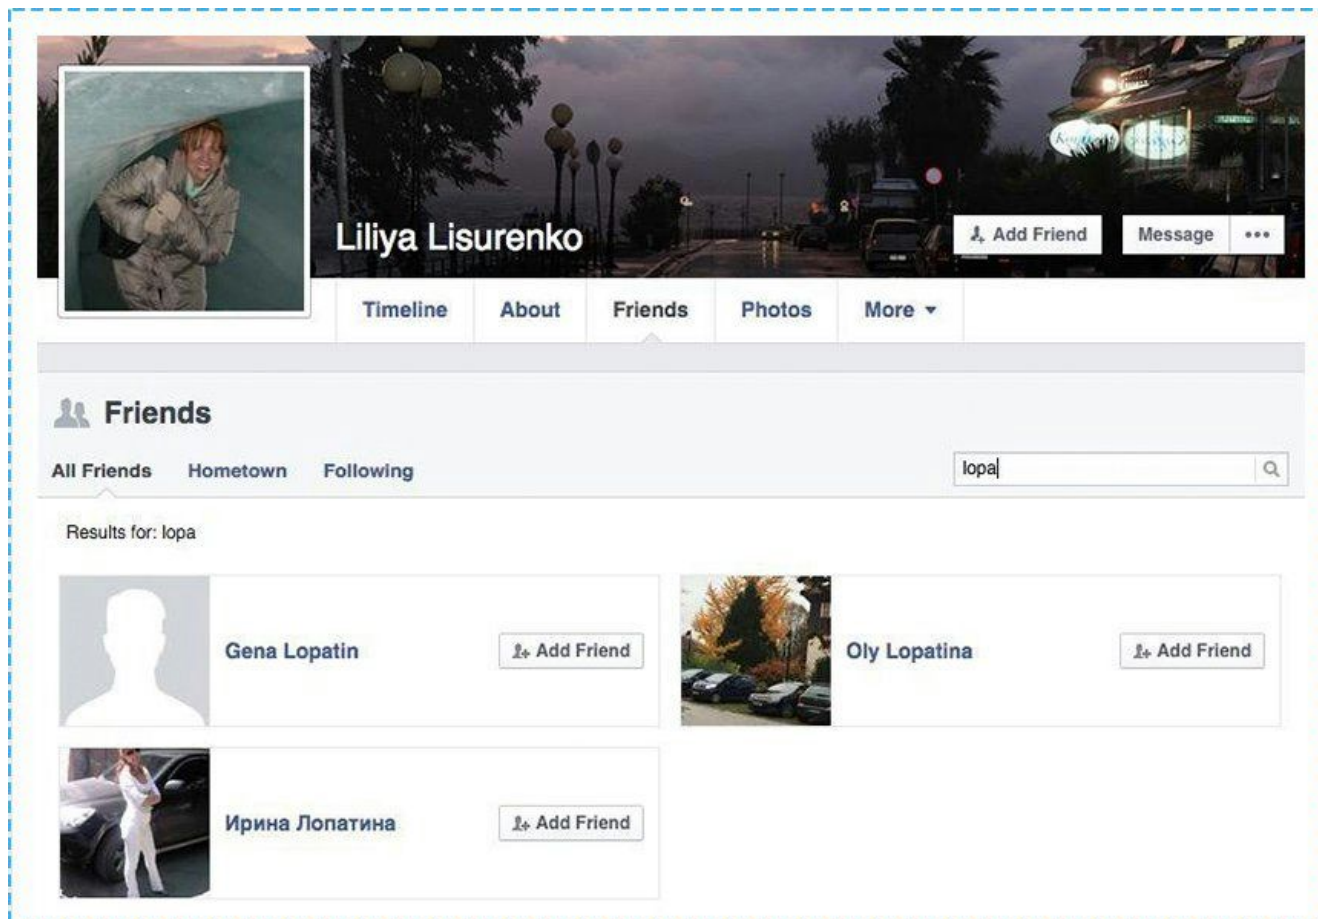 Liliya Lisurenko
Add Friend
Message
Timeline
About
Friends
Photos
More
Friends
All Friends
Hometown
Following
lopa
Results for: lopa
Gena Lopatin
Add Friend
Oly Lopatina
Add Friend
Ирина Лопатина
Add Friend